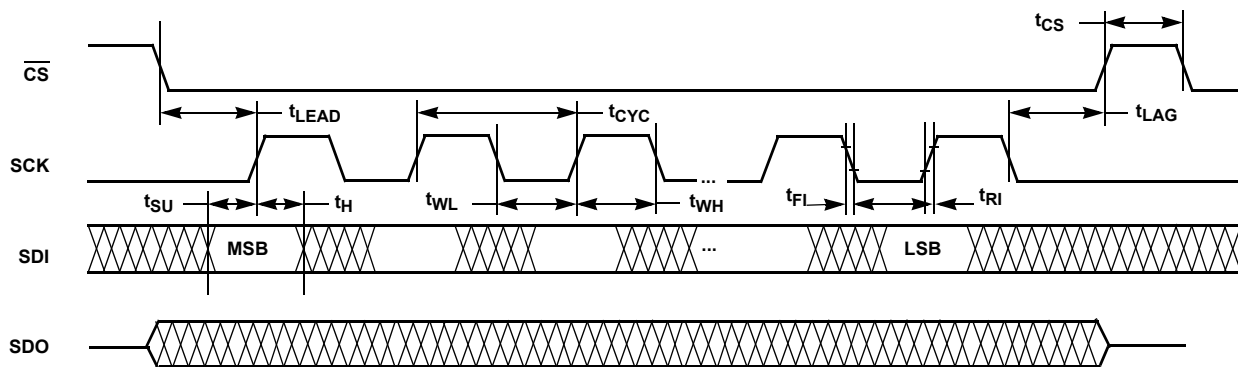 tCS
CS
tLEAD
tCYC
tLAG
SCK
...
tSU
tH
tWL
tWH
tFI
tRI
SDI
MSB
...
LSB
SDO